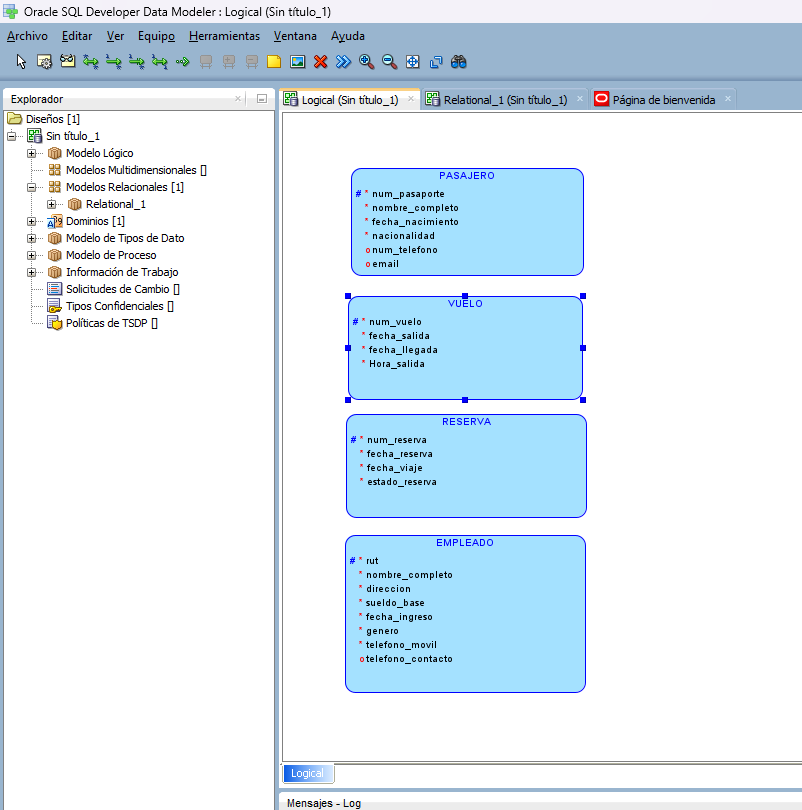 Oracle SQL Developer Data Modeler : Logical (Sin título_1)
Archivo Editar Ver Equipo Herramientas Ventana Ayuda
Explorador
Diseños [1]
Sin título_1
Modelo Lógico
Modelos Multidimensionales []
Modelos Relacionales [1]
Relational_1
Dominios [1]
Modelo de Tipos de Dato
Modelo de Proceso
Información de Trabajo
Solicitudes de Cambio []
Tipos Confidenciales []
Políticas de TSDP []
Logical (Sin título_1) Relational_1 (Sin título_1) Página de bienvenida
PASAJERO
# * num_pasaporte
* nombre_completo
* fecha_nacimiento
* nacionalidad
o num_telefono
o email
VUELO
# * num_vuelo
* fecha_salida
* fecha_llegada
* Hora_salida
RESERVA
# * num_reserva
* fecha_reserva
* fecha_viaje
* estado_reserva
EMPLEADO
# * rut
* nombre_completo
* direccion
* sueldo_base
* fecha_ingreso
* genero
* telefono_movil
o telefono_contacto
Logical
Mensajes - Log